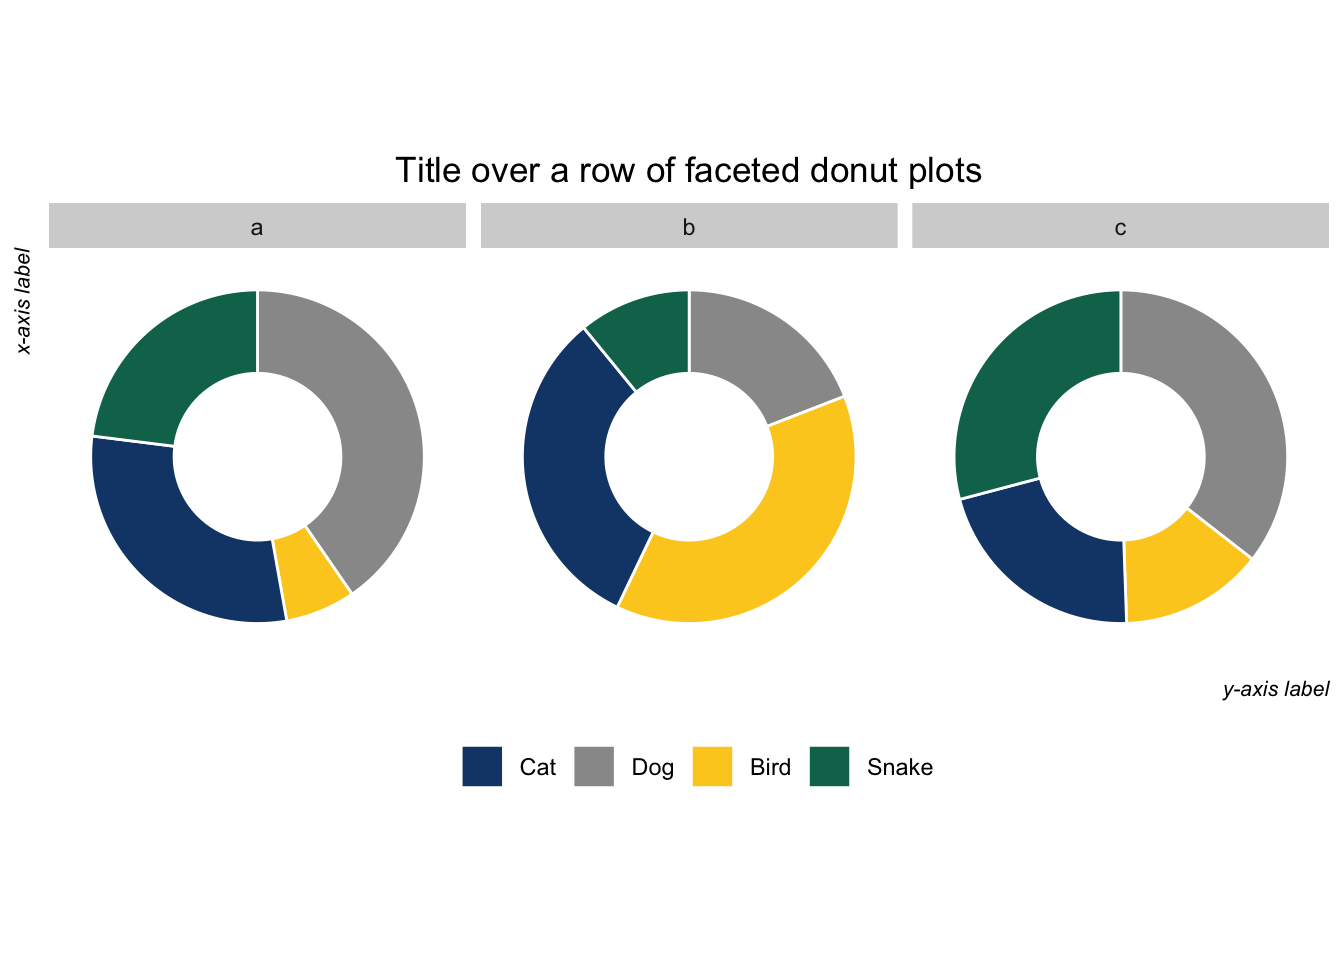 Title over a row of faceted donut plots
a b c
x-axis label
y-axis label
Cat Dog Bird Snake